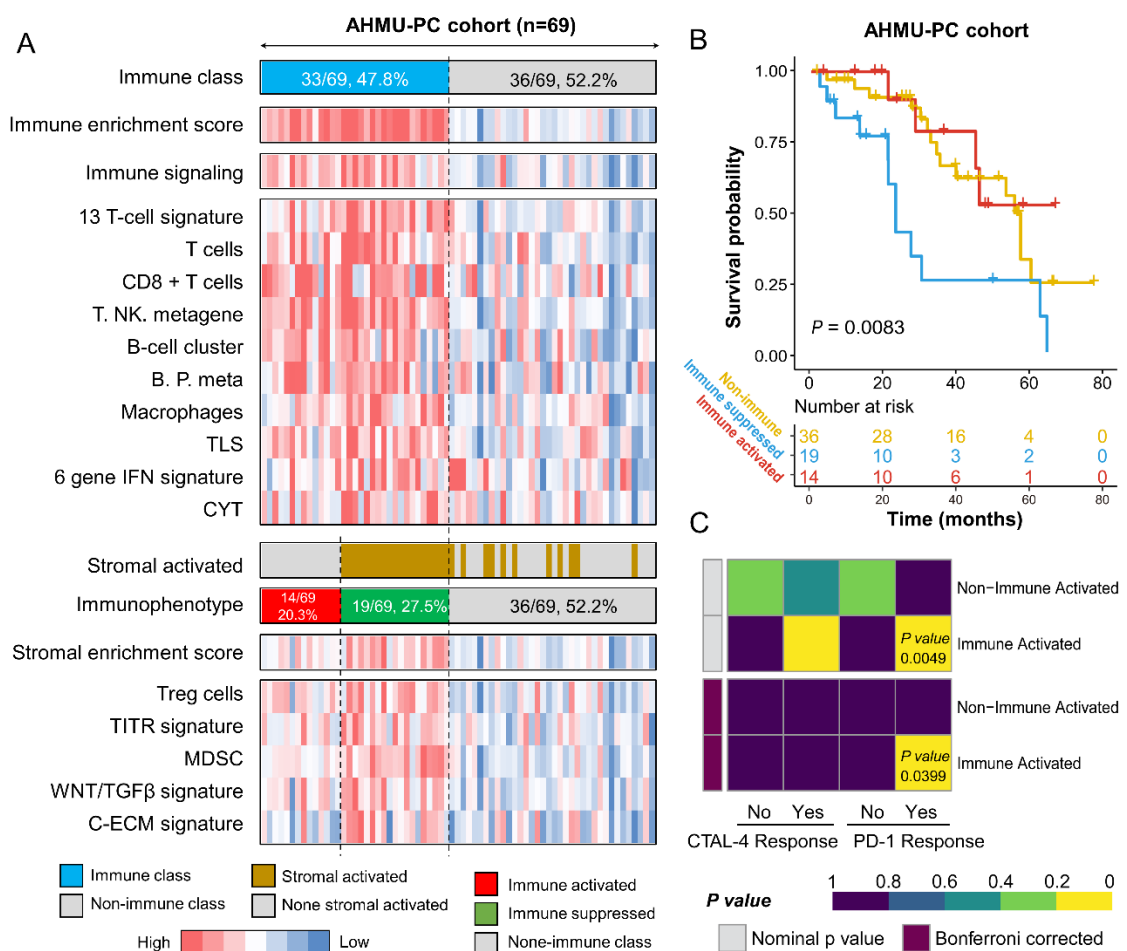 A
AHMU-PC cohort (n=69)
Immune class
33/69, 47.8%
36/69, 52.2%
Immune enrichment score
Immune signaling
13 T-cell signature
T cells
CD8 + T cells
T. NK. metagene
B-cell cluster
B. P. meta
Macrophages
TLS
6 gene IFN signature
CYT
Stromal activated
Immunophenotype
14/69
20.3%
19/69, 27.5%
36/69, 52.2%
Stromal enrichment score
Treg cells
TITR signature
MDSC
WNT/TGFβ signature
C-ECM signature
Immune class
Non-immune class
Stromal activated
None stromal activated
Immune activated
Immune suppressed
None-immune class
High
Low
B
AHMU-PC cohort
Survival probability
1.00
0.75
0.50
0.25
0.00
P = 0.0083
0 20 40 60 80
Number at risk
Non-immune
Immune suppressed
Immune activated
36 28 16 4 0
19 10 3 2 0
14 10 6 1 0
0 20 40 60 80
Time (months)
C
Non-Immune Activated
P value
0.0049
Immune Activated
Non-Immune Activated
P value
0.0399
Immune Activated
No Yes No Yes
CTAL-4 Response PD-1 Response
1 0.8 0.6 0.4 0.2 0
P value
Nominal p value
Bonferroni corrected